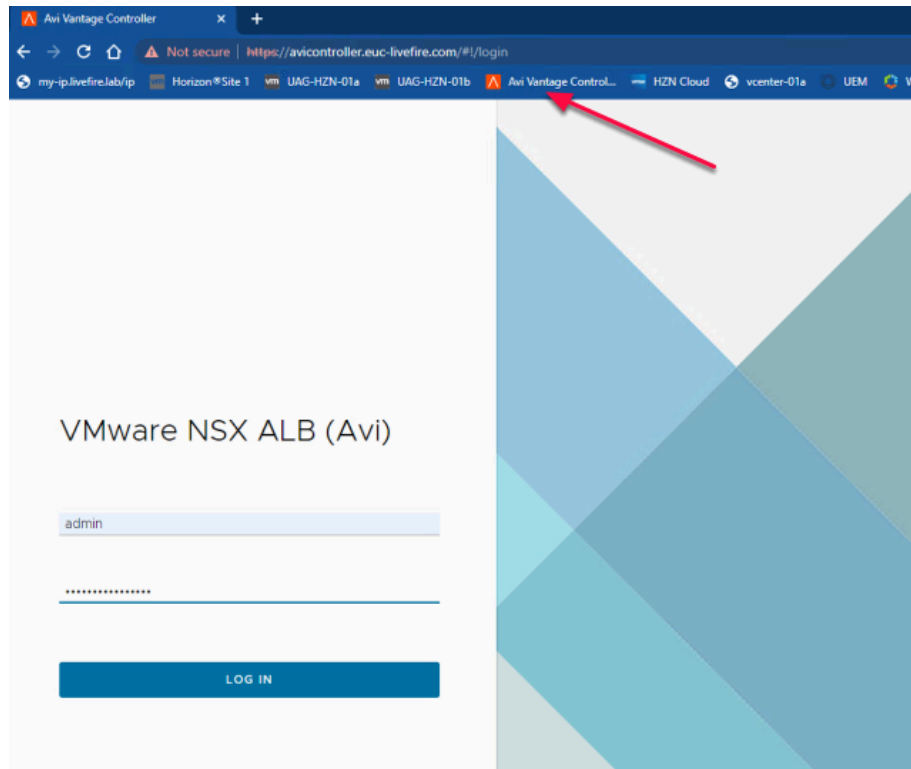 Avi Vantage Controller
Not secure | https://avicontroller.euc-livefire.com/#!/login
my-ip.livefire.lab/ip Horizon®Site 1 vm UAG-HZN-01a vm UAG-HZN-01b Avi Vantage Control... HZN Cloud vcenter-01a UEM
VMware NSX ALB (Avi)
admin
................
LOG IN